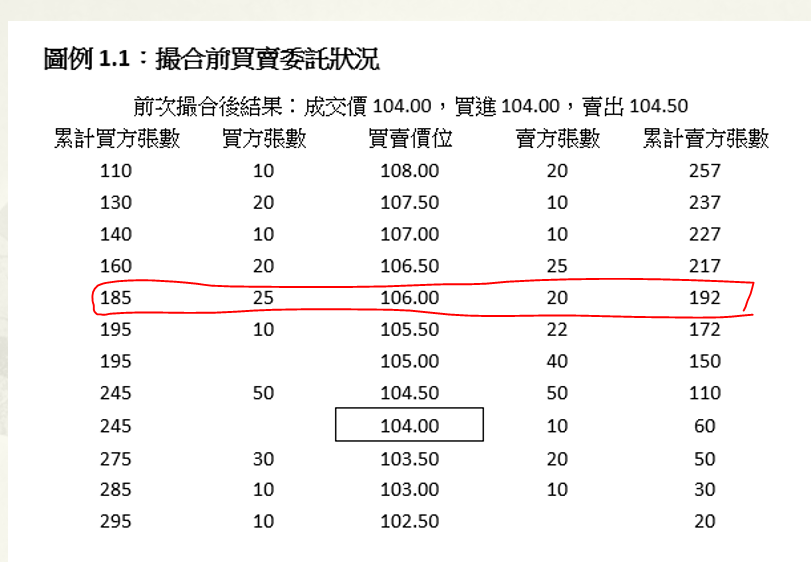 圖例 1.1：撮合前買賣委託狀況
前次撮合後結果：成交價 104.00，買進 104.00，賣出 104.50
累計買方張數 買方張數 買賣價位 賣方張數 累計賣方張數
110 10 108.00 20 257
130 20 107.50 10 237
140 10 107.00 10 227
160 20 106.50 25 217
185 25 106.00 20 192
195 10 105.50 22 172
195 105.00 40 150
245 50 104.50 50 110
245 104.00 10 60
275 30 103.50 20 50
285 10 103.00 10 30
295 10 102.50 20